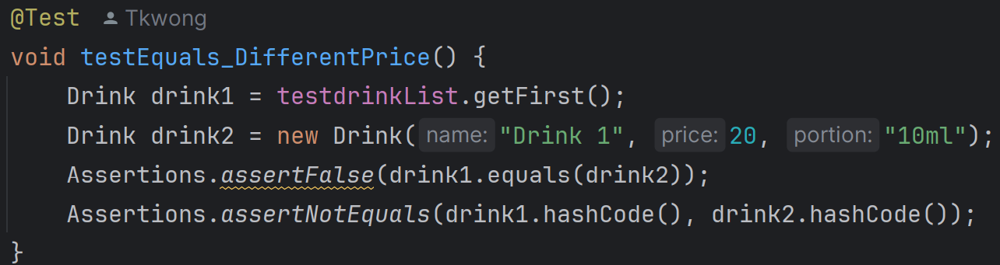 @Test Tkwong
void testEquals_DifferentPrice() {
Drink drink1 = testdrinkList.getFirst();
Drink drink2 = new Drink( name: "Drink 1", price: 20, portion: "10ml");
Assertions.assertFalse(drink1.equals(drink2));
Assertions.assertNotEquals(drink1.hashCode(), drink2.hashCode());
}